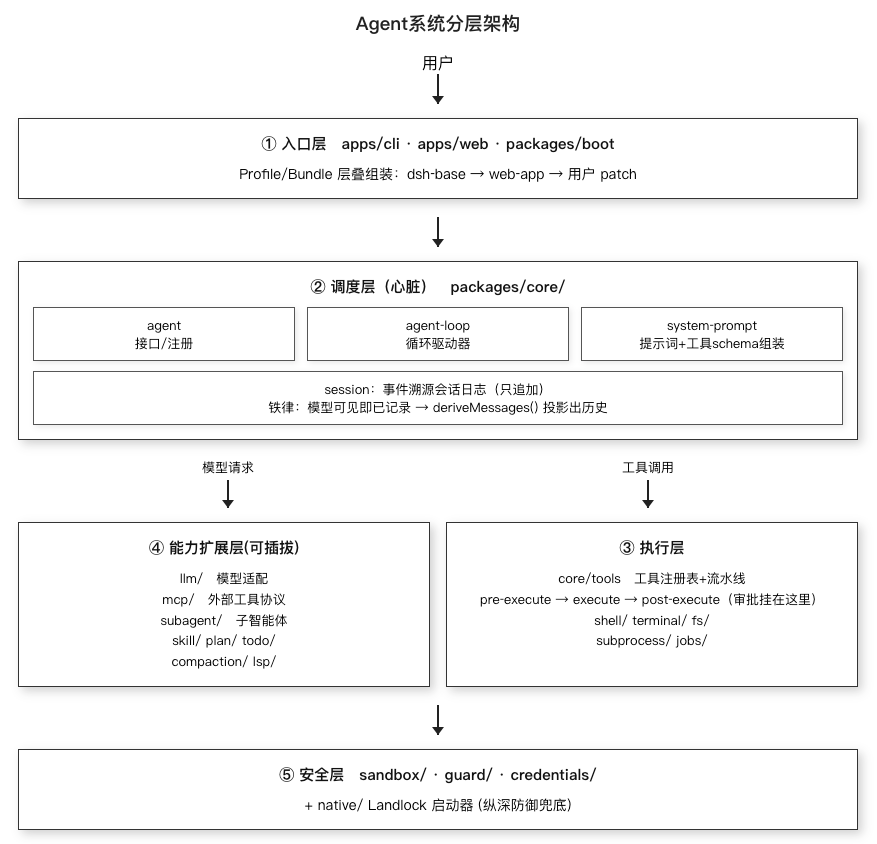 Agent系统分层架构
用户
① 入口层 apps/cli · apps/web · packages/boot
Profile/Bundle 层叠组装：dsh-base → web-app → 用户 patch
② 调度层（心脏） packages/core/
agent
接口/注册
agent-loop
循环驱动器
system-prompt
提示词+工具schema组装
session：事件溯源会话日志（只追加）
铁律：模型可见即已记录 → deriveMessages() 投影出历史
模型请求
工具调用
④ 能力扩展层(可插拔)
llm/ 模型适配
mcp/ 外部工具协议
subagent/ 子智能体
skill/ plan/ todo/
compaction/ lsp/
③ 执行层
core/tools 工具注册表+流水线
pre-execute → execute → post-execute（审批挂在这里）
shell/ terminal/ fs/
subprocess/ jobs/
⑤ 安全层 sandbox/ · guard/ · credentials/
+ native/ Landlock 启动器 (纵深防御兜底)